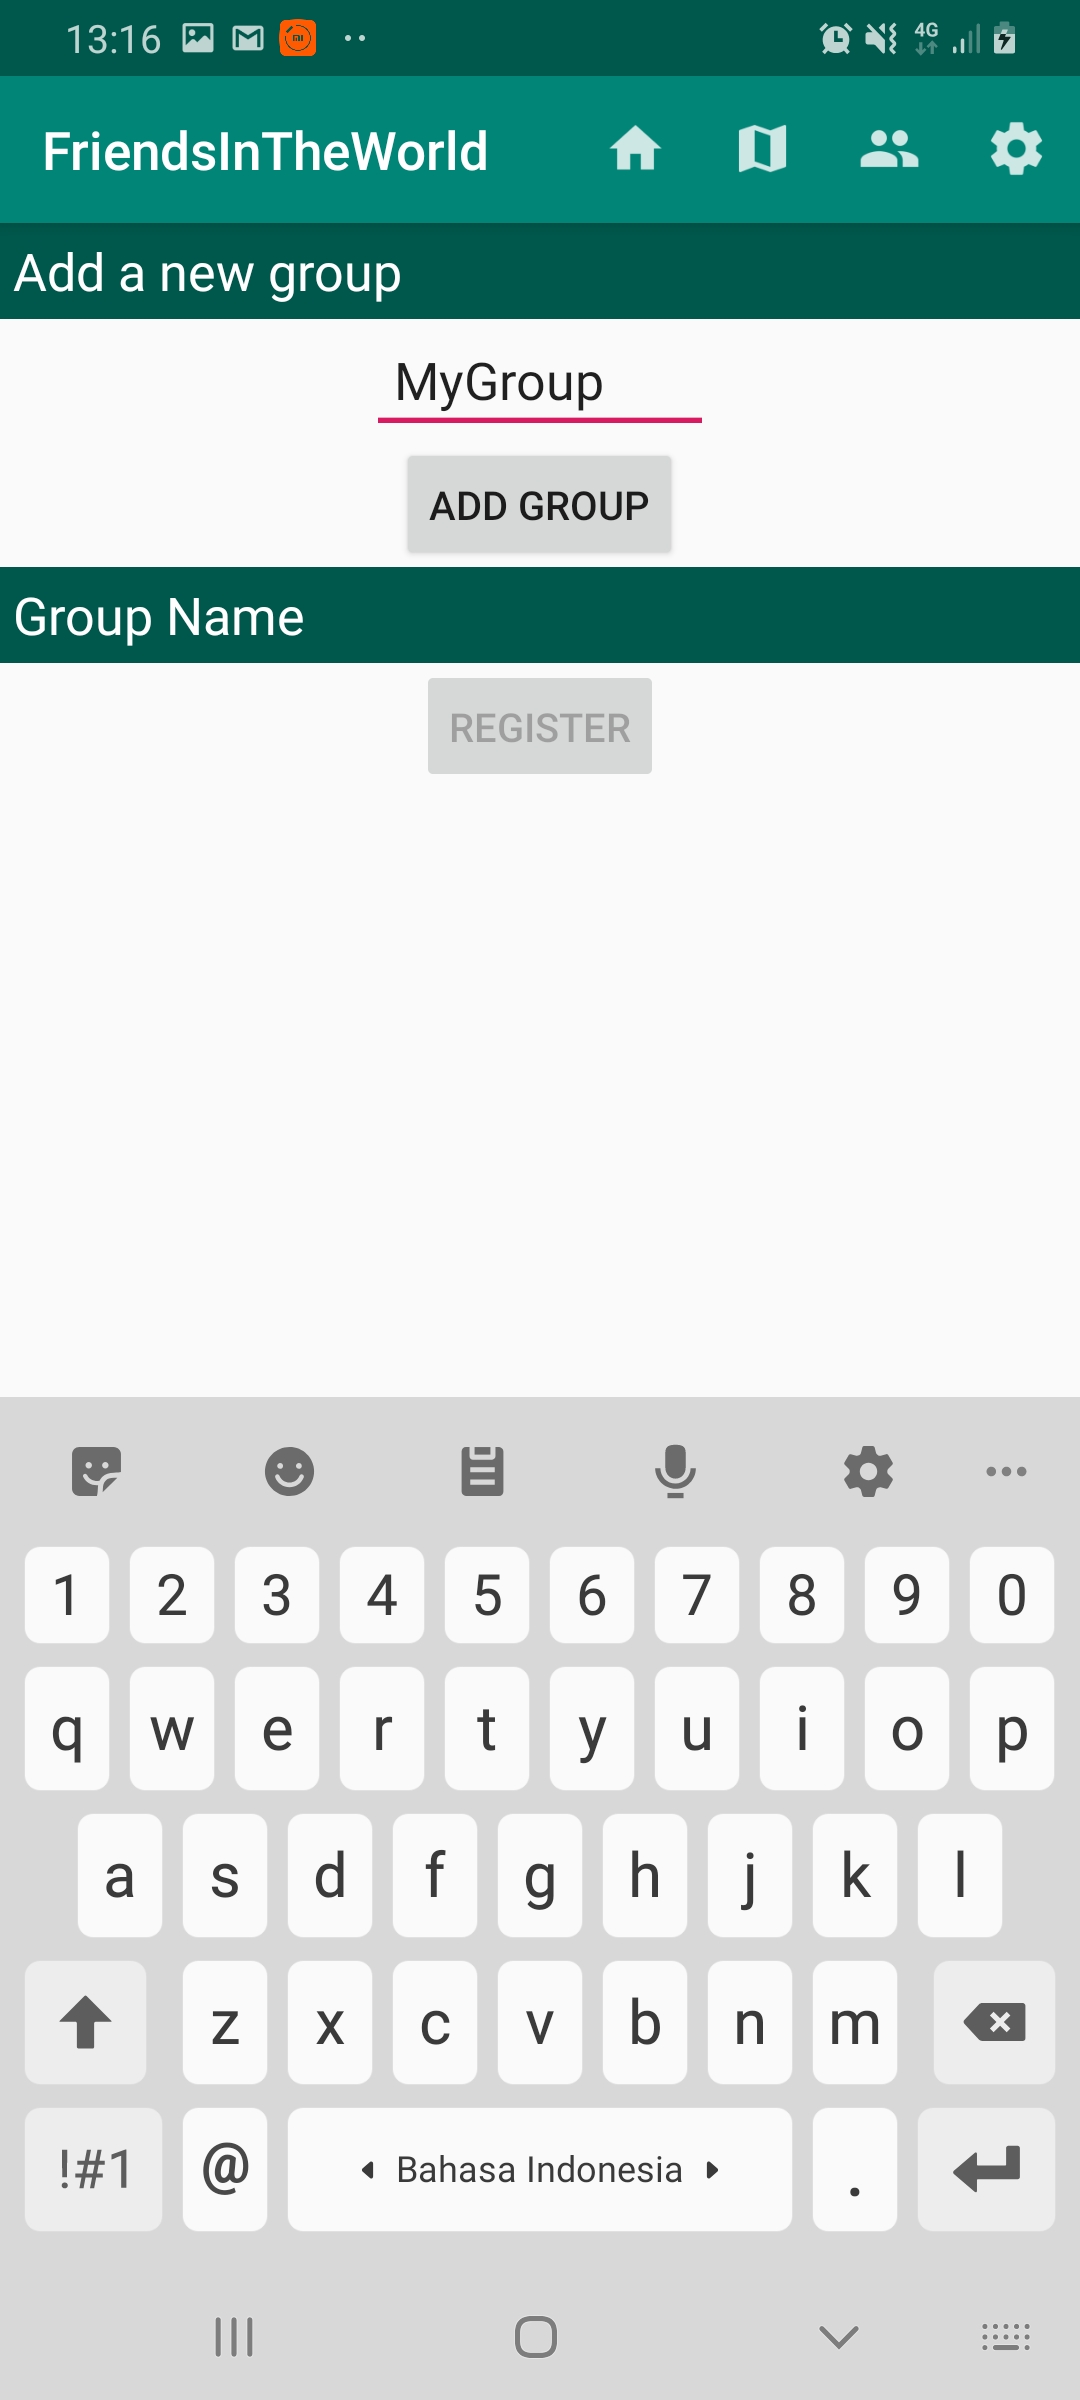 13:16 4G
FriendsInTheWorld
Add a new group
MyGroup
ADD GROUP
Group Name
REGISTER
1 2 3 4 5 6 7 8 9 0
q w e r t y u i o p
a s d f g h j k l
z x c v b n m
!#1 @ Bahasa Indonesia .